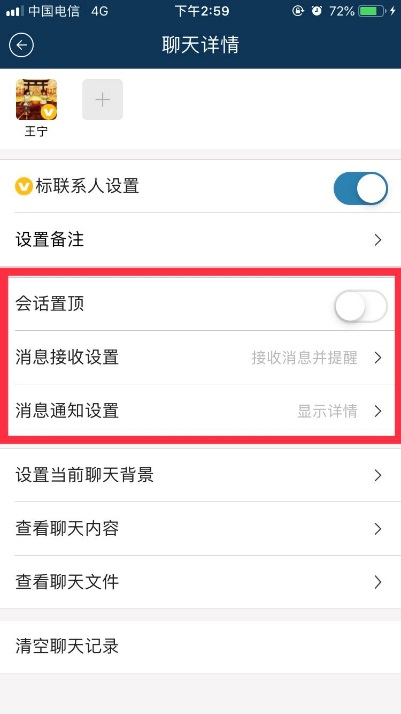 中国电信 4G 下午2:59 72%
聊天详情
王宁
标联系人设置
设置备注
会话置顶
消息接收设置 接收消息并提醒
消息通知设置 显示详情
设置当前聊天背景
查看聊天内容
查看聊天文件
清空聊天记录